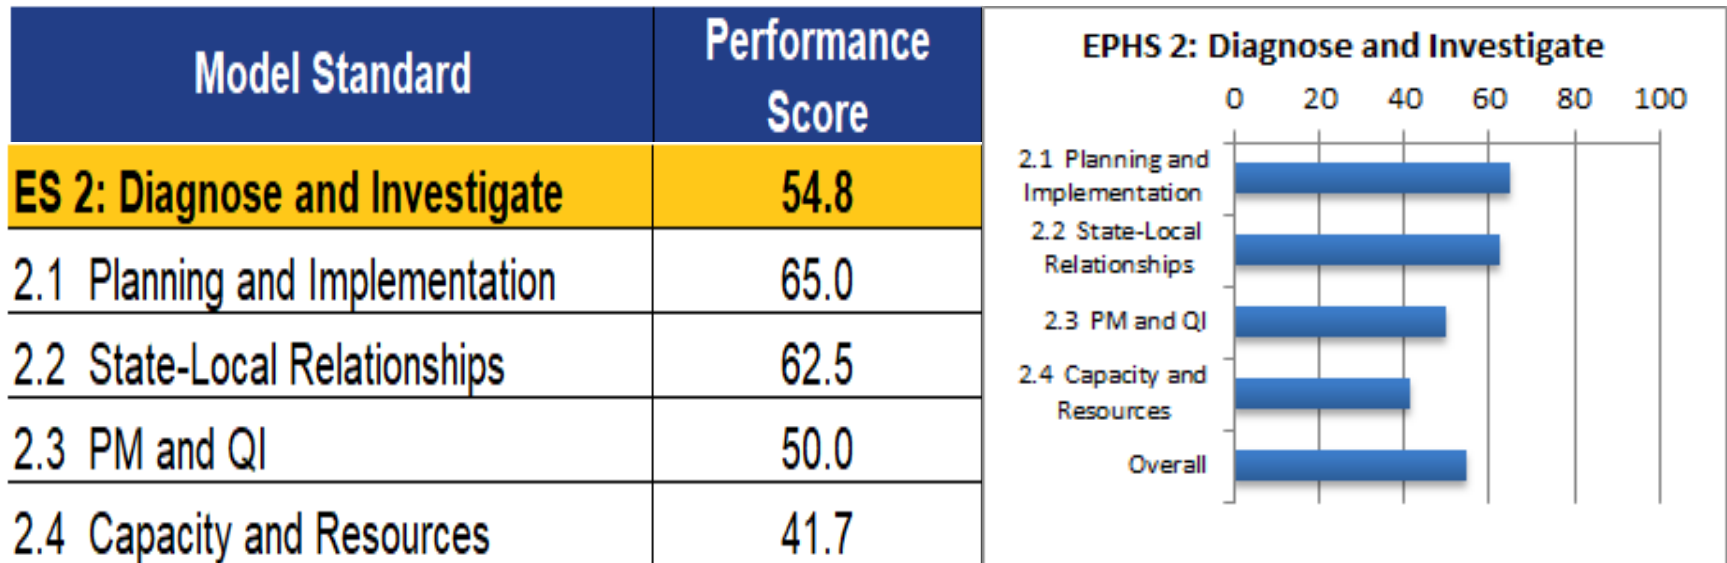 Model Standard
Performance
Score
ES 2: Diagnose and Investigate 54.8
2.1 Planning and Implementation 65.0
2.2 State-Local Relationships 62.5
2.3 PM and QI 50.0
2.4 Capacity and Resources 41.7
EPHS 2: Diagnose and Investigate
0 20 40 60 80 100
2.1 Planning and
Implementation
2.2 State-Local
Relationships
2.3 PM and QI
2.4 Capacity and
Resources
Overall